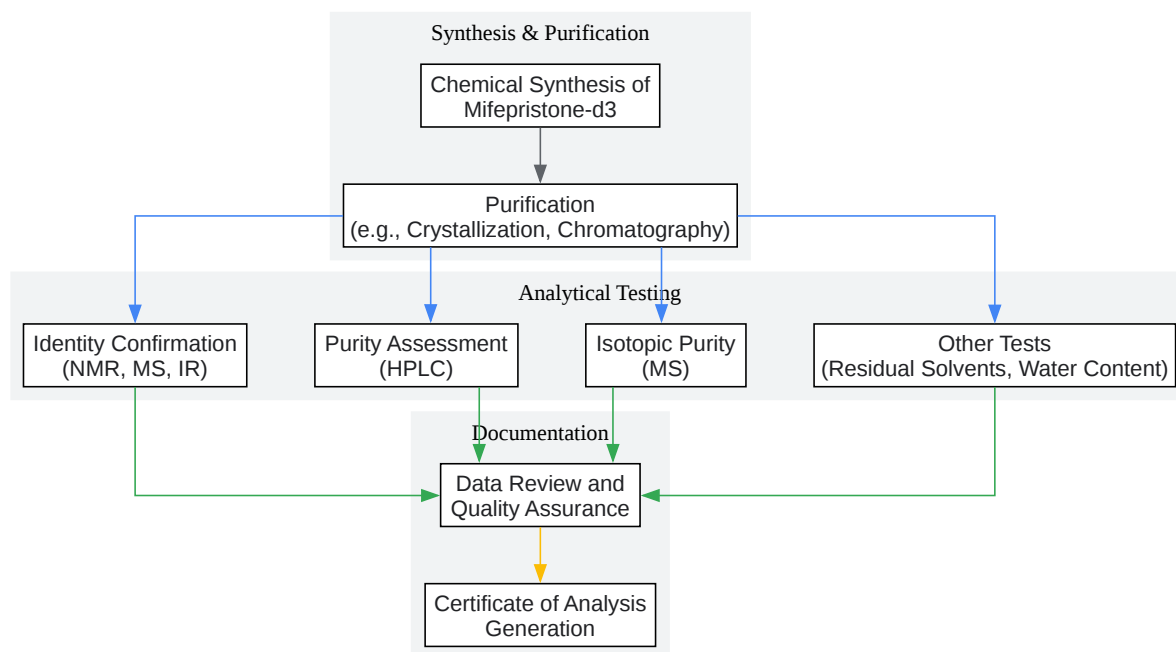 Synthesis & Purification
Chemical Synthesis of
Mifepristone-d3
Purification
(e.g., Crystallization, Chromatography)
Analytical Testing
Identity Confirmation
(NMR, MS, IR)
Purity Assessment
(HPLC)
Isotopic Purity
(MS)
Other Tests
(Residual Solvents, Water Content)
Documentation
Data Review and
Quality Assurance
Certificate of Analysis
Generation